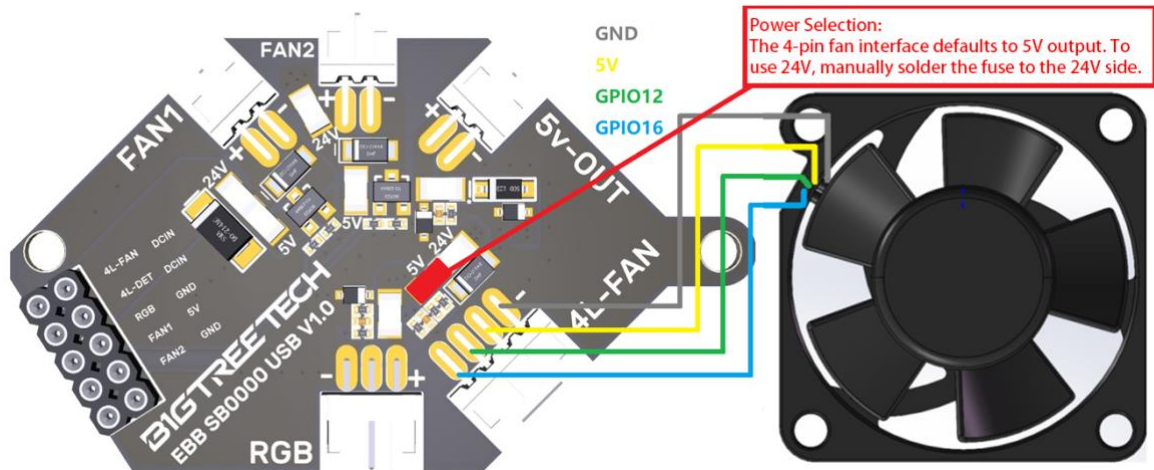 Power Selection:
The 4-pin fan interface defaults to 5V output. To
use 24V, manually solder the fuse to the 24V side.
GND
5V
GPIO12
GPIO16
FAN2
FAN1
5v-OUT
4L-FAN
+
-
+
-
+
-
24V
24V
5V
5V
5V
24V
4L-FAN DCIN
4L-DET DCIN
RGB GND
FAN1 5V
FAN2 GND
B1GTREETECH
EBB SB0000 USB V1.0
-
+
RGB